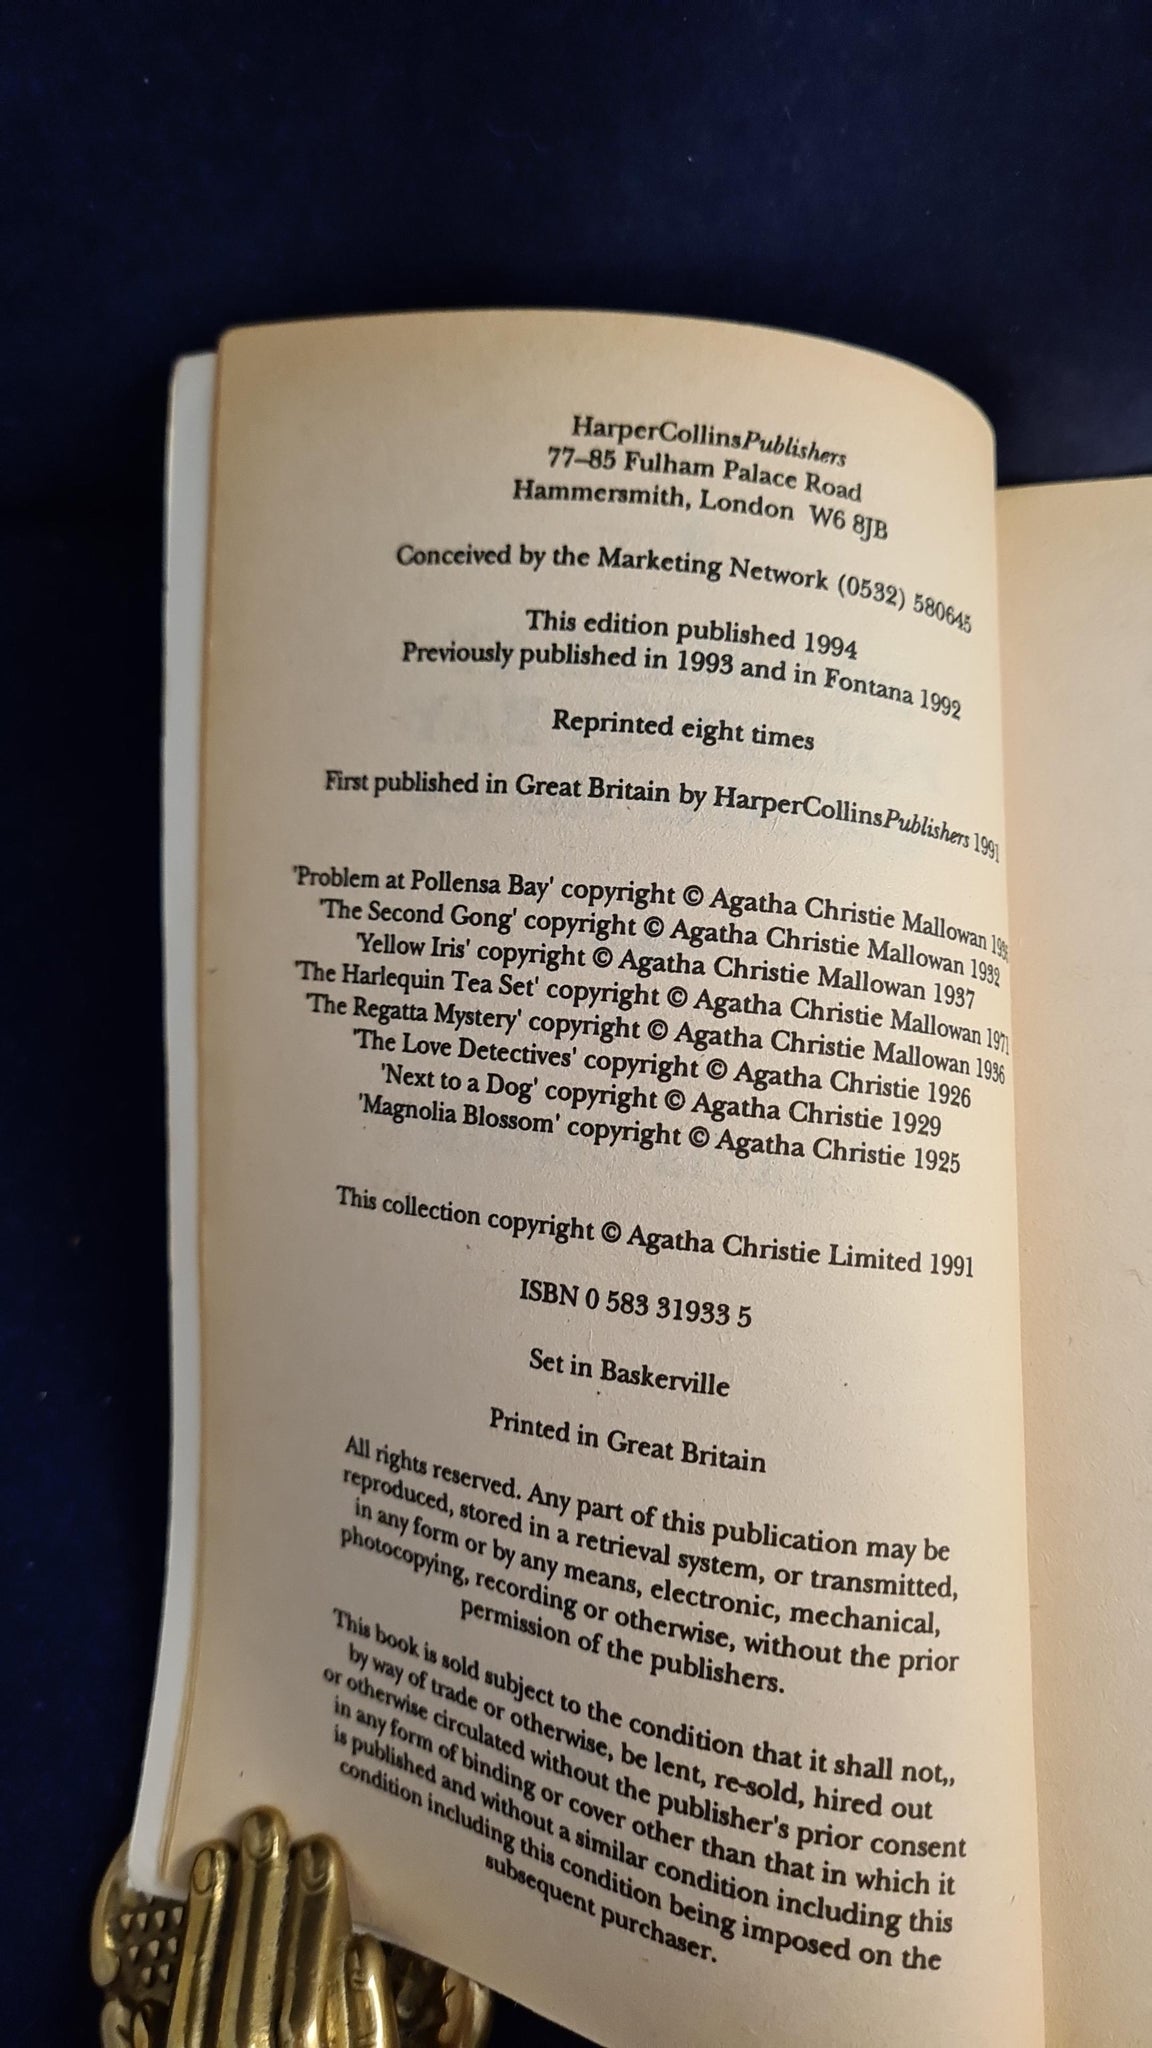 HarperCollinsPublishers
77–85 Fulham Palace Road
Hammersmith, London W6 8JB
Conceived by the Marketing Network (0532) 580645
This edition published 1994
Previously published in 1993 and in Fontana 1992
Reprinted eight times
First published in Great Britain by HarperCollinsPublishers 1991
'Problem at Pollensa Bay' copyright © Agatha Christie Mallowan
'The Second Gong' copyright © Agatha Christie Mallowan 1932
'Yellow Iris' copyright © Agatha Christie Mallowan 1937
'The Harlequin Tea Set' copyright © Agatha Christie Mallowan 1971
'The Regatta Mystery' copyright © Agatha Christie Mallowan 1936
'The Love Detectives' copyright © Agatha Christie 1926
'Next to a Dog' copyright © Agatha Christie 1929
'Magnolia Blossom' copyright © Agatha Christie 1925
This collection copyright © Agatha Christie Limited 1991
ISBN 0 583 31933 5
Set in Baskerville
Printed in Great Britain
All rights reserved. Any part of this publication may be
reproduced, stored in a retrieval system, or transmitted,
in any form or by any means, electronic, mechanical,
photocopying, recording or otherwise, without the prior
permission of the publishers.
This book is sold subject to the condition that it shall not,,
by way of trade or otherwise, be lent, re-sold, hired out
or otherwise circulated without the publisher's prior consent
in any form of binding or cover other than that in which it
is published and without a similar condition including this
condition including this condition being imposed on the
subsequent purchaser.